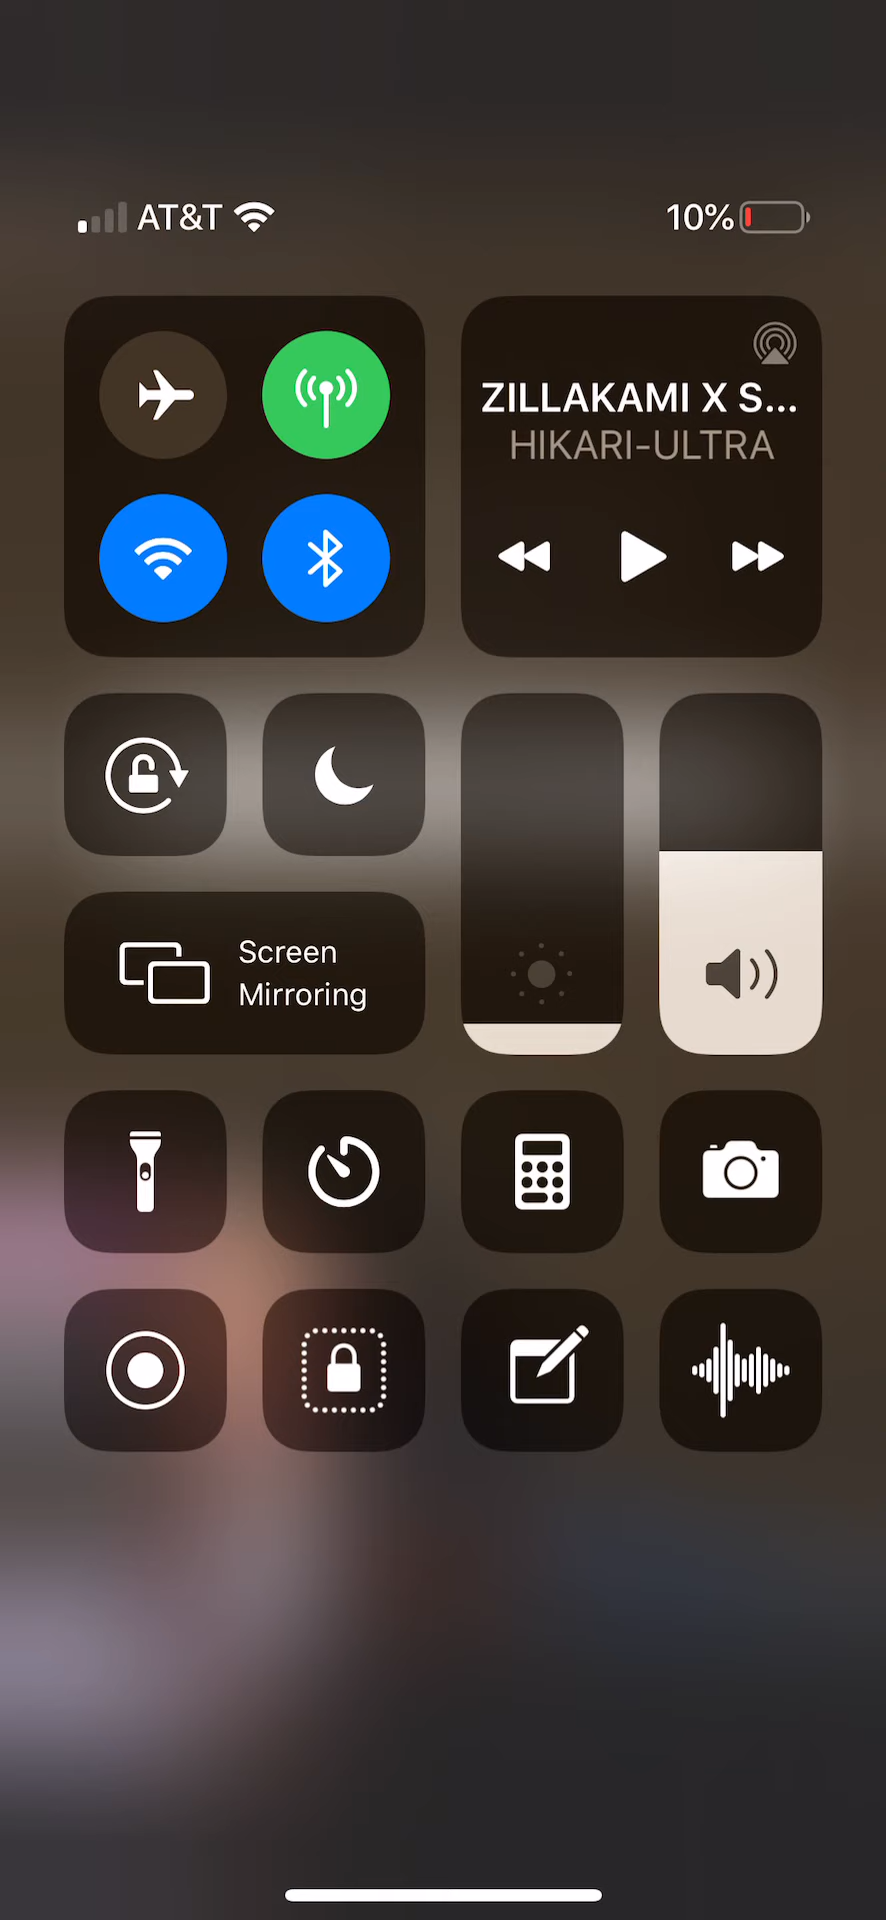 AT&T 10%
ZILLAKAMI X S...
HIKARI-ULTRA
Screen
Mirroring